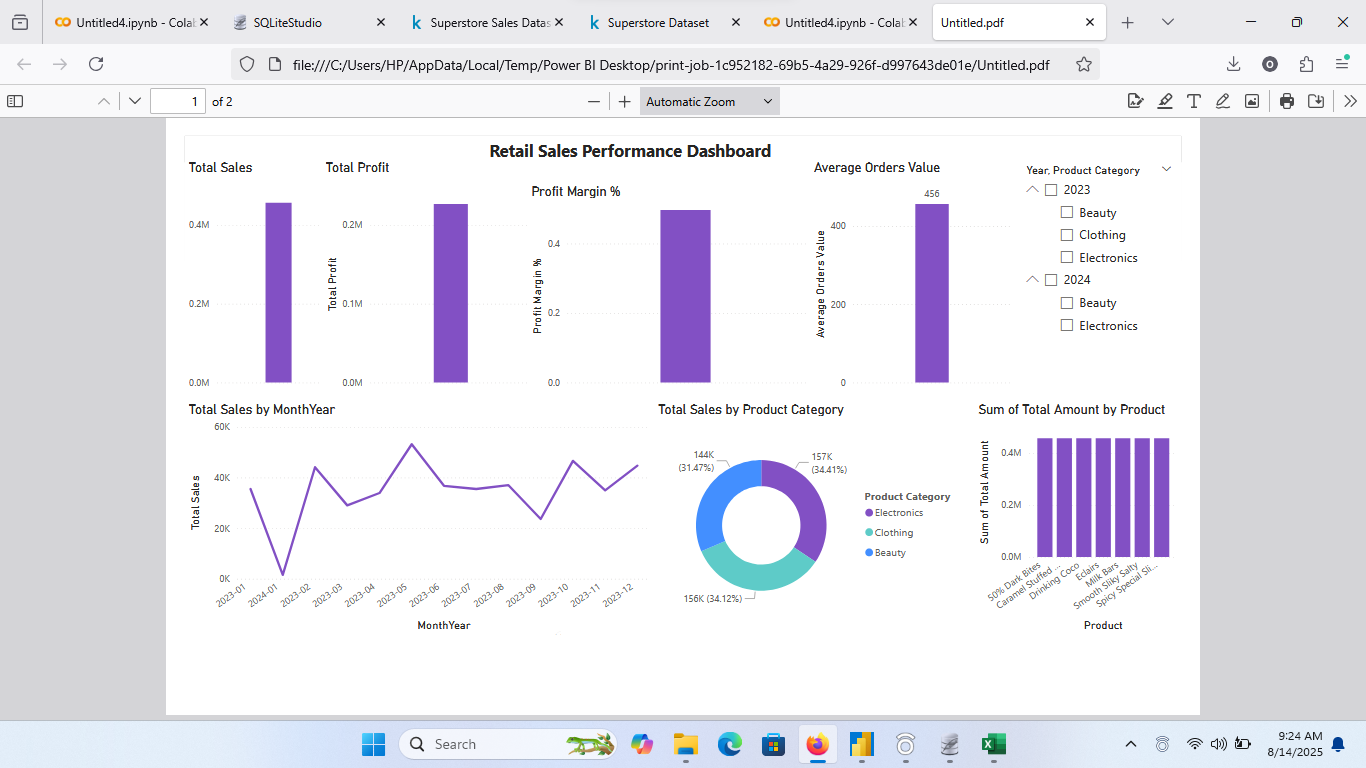 Untitled4.ipynb - Colab
SQLiteStudio
Superstore Sales Datas
Superstore Dataset
Untitled4.ipynb - Colab
Untitled.pdf
file:///C:/Users/HP/AppData/Local/Temp/Power BI Desktop/print-job-1c952182-69b5-4a29-926f-d997643de01e/Untitled.pdf
1 of 2
Automatic Zoom
Retail Sales Performance Dashboard
Total Sales
0.4M
0.2M
0.0M
Total Profit
Total Profit
0.2M
0.1M
0.0M
Profit Margin %
Profit Margin %
0.4
0.2
0.0
Average Orders Value
Average Orders Value
456
400
200
0
Year, Product Category
2023
Beauty
Clothing
Electronics
2024
Beauty
Electronics
Total Sales by MonthYear
Total Sales
60K
40K
20K
0K
2023-01
2024-01
2023-02
2023-03
2023-04
2023-05
2023-06
2023-07
2023-08
2023-09
2023-10
2023-11
2023-12
MonthYear
Total Sales by Product Category
144K
(31.47%)
157K
(34.41%)
156K (34.12%)
Product Category
Electronics
Clothing
Beauty
Sum of Total Amount by Product
Sum of Total Amount
0.4M
0.2M
0.0M
50% Dark Bites
Caramel Stuffed ...
Drinking Coco
Eclairs
Milk Bars
Smooth Sliky Salty
Spicy Special Sli...
Product
Search
9:24 AM
8/14/2025